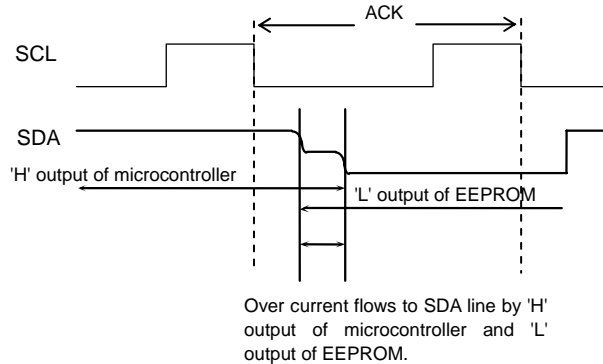 ACK
SCL
SDA
'H' output of microcontroller
'L' output of EEPROM
Over current flows to SDA line by 'H'
output of microcontroller and 'L'
output of EEPROM.